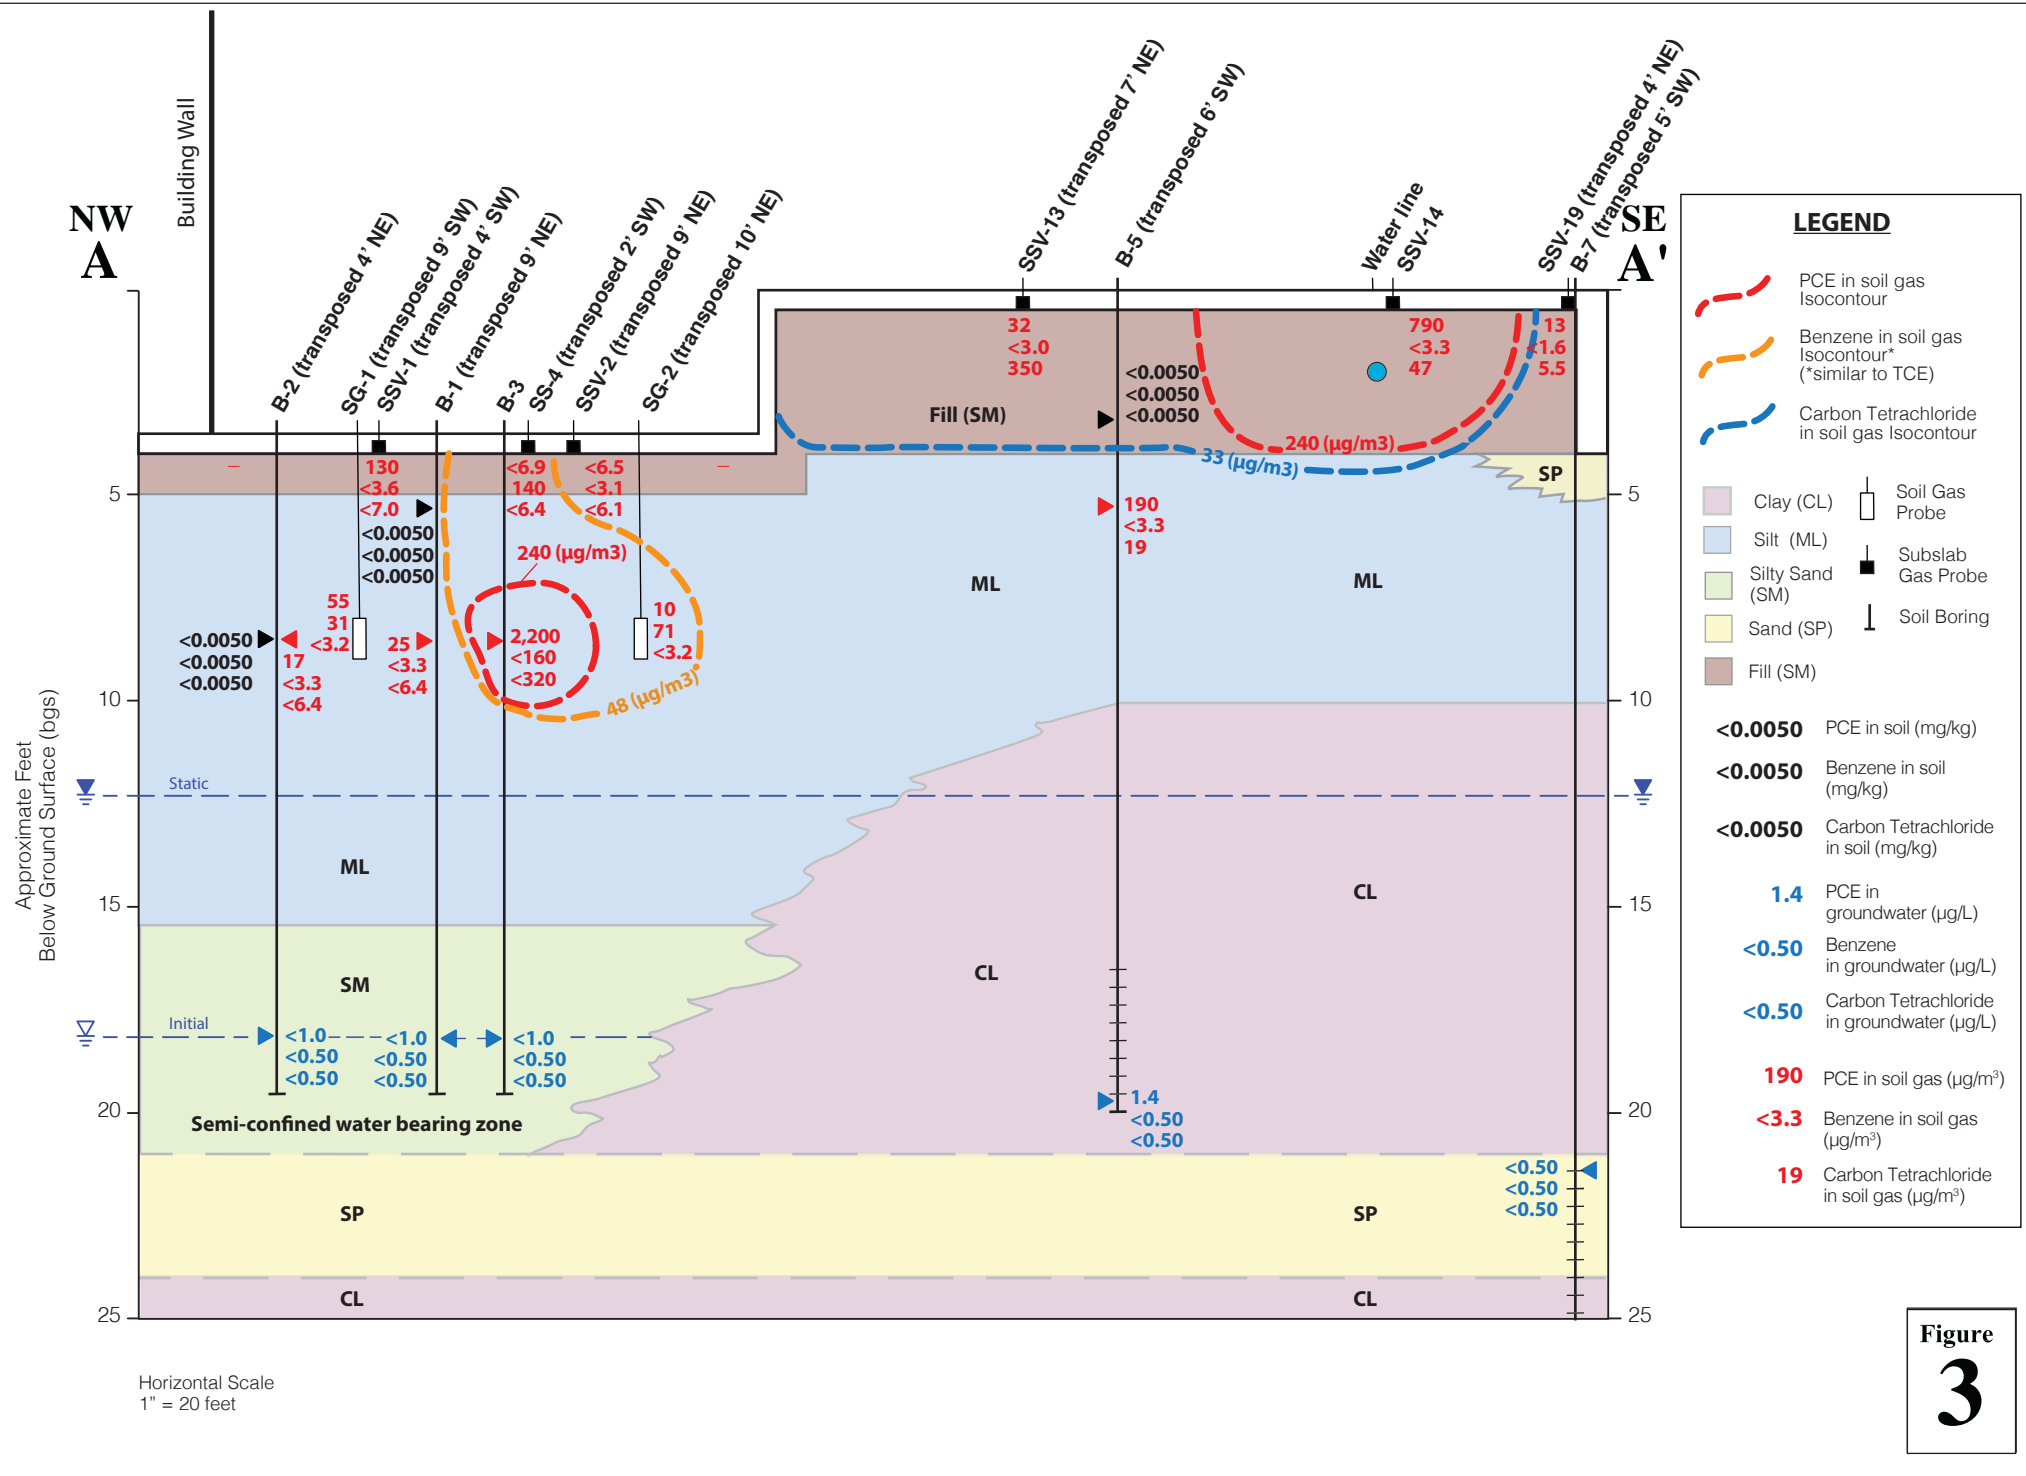 Building Wall
NW
A
B-2 (transposed 4’ NE)
SG-1 (transposed 9’ SW)
SSV-1 (transposed 4’ SW)
B-1 (transposed 9’ NE)
B-3
SS-4 (transposed 2’ SW)
SSV-2 (transposed 9’ NE)
SG-2 (transposed 10’ NE)
SSV-13 (transposed 7’ NE)
B-5 (transposed 6’ SW)
Water line
SSV-14
SSV-19 (transposed 4’ NE)
B-7 (transposed 5’ SW)
SE
A'
32
<3.0
350
<0.0050
<0.0050
<0.0050
Fill (SM)
790
<3.3
47
13
<1.6
5.5
240 (µg/m3)
33 (µg/m3)
SP
–
130
<3.6
<7.0
<6.9
140
<6.4
<6.5
<3.1
<6.1
–
5
5
<0.0050
<0.0050
<0.0050
240 (µg/m3)
190
<3.3
19
ML
ML
55
31
<3.2
<0.0050
<0.0050
<0.0050
17
<3.3
<6.4
25
<3.3
<6.4
2,200
<160
<320
10
71
<3.2
48 (µg/m3)
10
10
Approximate Feet
Below Ground Surface (bgs)
Static
ML
CL
15
15
SM
CL
Initial
<1.0
<0.50
<0.50
<1.0
<0.50
<0.50
<1.0
<0.50
<0.50
1.4
<0.50
<0.50
20
20
Semi-confined water bearing zone
<0.50
<0.50
<0.50
SP
SP
CL
CL
25
25
Horizontal Scale
1” = 20 feet
LEGEND
PCE in soil gas
Isocontour
Benzene in soil gas
Isocontour*
(*similar to TCE)
Carbon Tetrachloride
in soil gas Isocontour
Clay (CL)
Silt (ML)
Silty Sand
(SM)
Sand (SP)
Fill (SM)
Soil Gas
Probe
Subslab
Gas Probe
Soil Boring
<0.0050 PCE in soil (mg/kg)
<0.0050 Benzene in soil
(mg/kg)
<0.0050 Carbon Tetrachloride
in soil (mg/kg)
1.4 PCE in
groundwater (µg/L)
<0.50 Benzene
in groundwater (µg/L)
<0.50 Carbon Tetrachloride
in groundwater (µg/L)
190 PCE in soil gas (µg/m³)
<3.3 Benzene in soil gas
(µg/m³)
19 Carbon Tetrachloride
in soil gas (µg/m³)
Figure
3